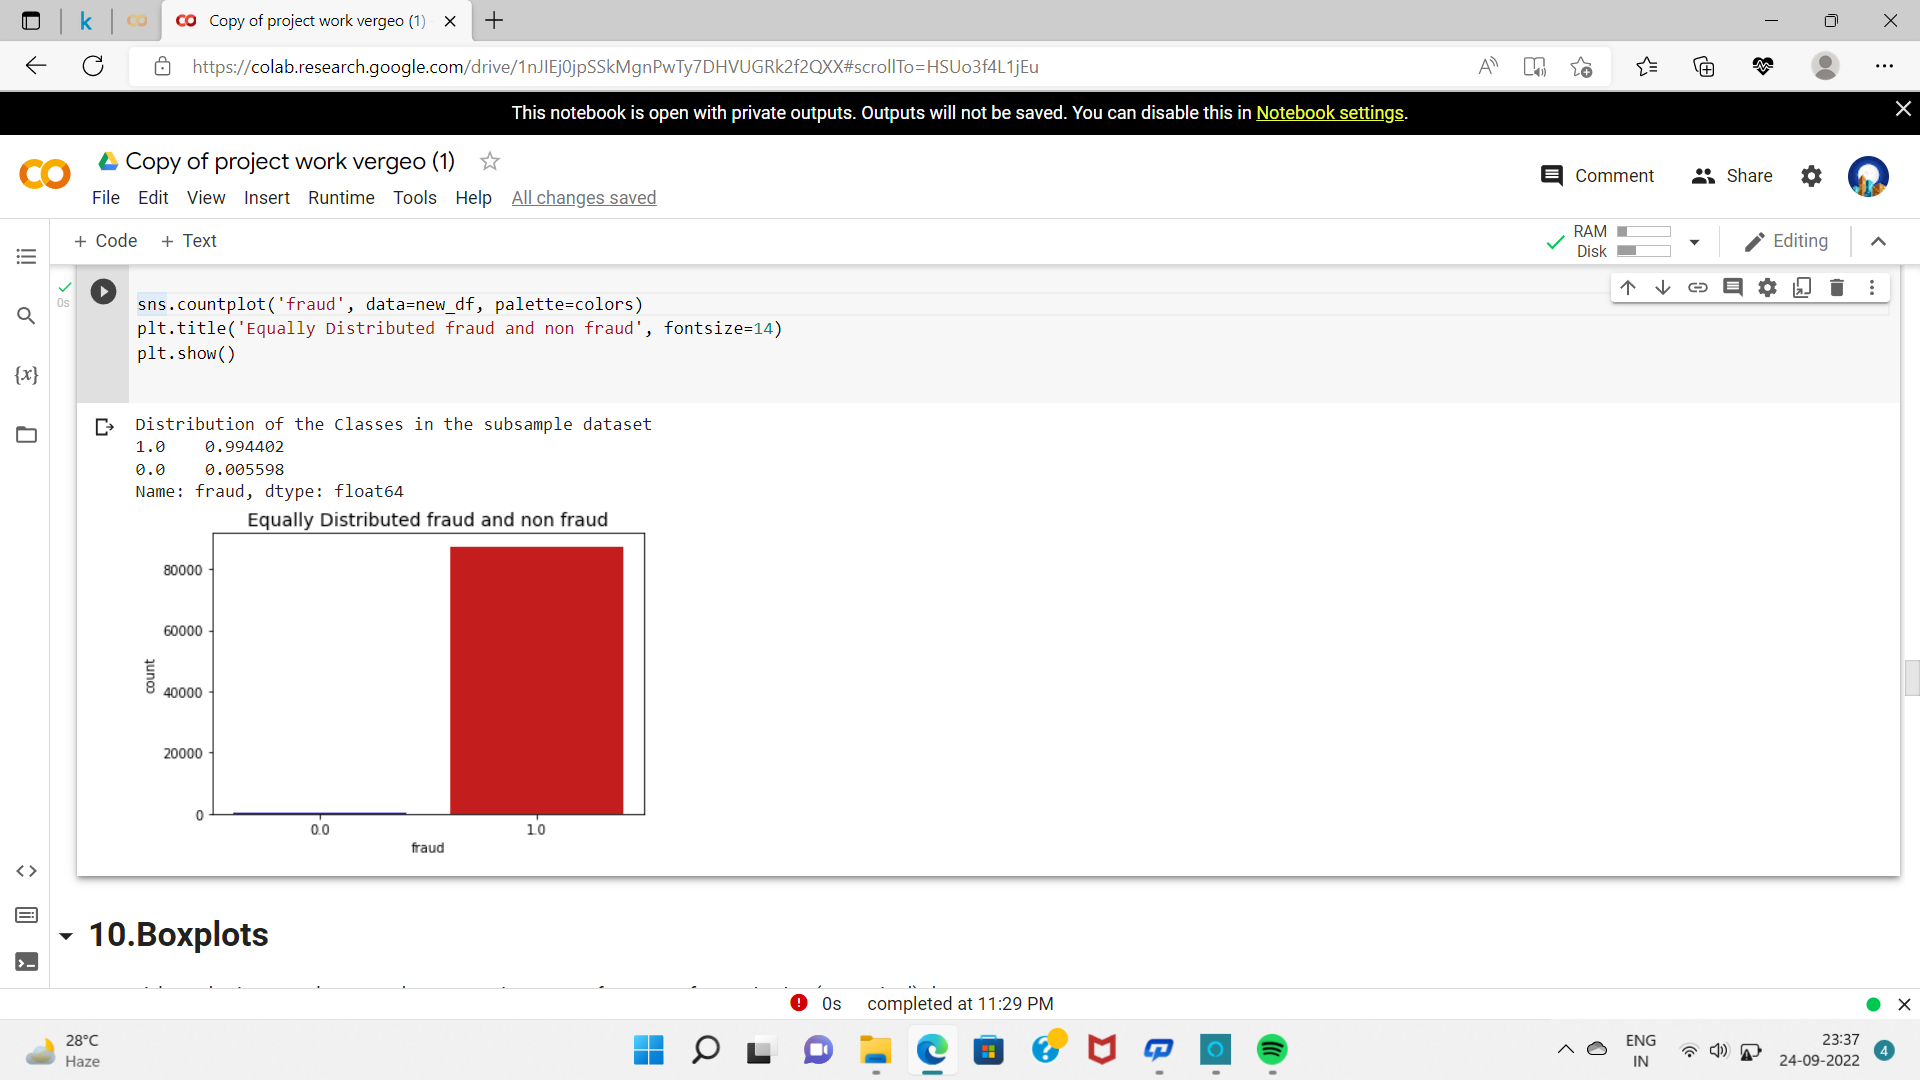 Copy of project work vergeo (1)
https://colab.research.google.com/drive/1nJIEj0jpSSkMgnPwTy7DHVUGRk2f2QXX#scrollTo=HSUo3f4L1jEu
This notebook is open with private outputs. Outputs will not be saved. You can disable this in Notebook settings.
Copy of project work vergeo (1)
File Edit View Insert Runtime Tools Help All changes saved
Comment Share
+ Code + Text
RAM
Disk
Editing
0s
sns.countplot('fraud', data=new_df, palette=colors)
plt.title('Equally Distributed fraud and non fraud', fontsize=14)
plt.show()
{x}
Distribution of the Classes in the subsample dataset
1.0 0.994402
0.0 0.005598
Name: fraud, dtype: float64
Equally Distributed fraud and non fraud
80000
60000
40000
20000
0
count
0.0 1.0
fraud
10.Boxplots
0s completed at 11:29 PM
28°C
Haze
ENG
IN
23:37
24-09-2022
4